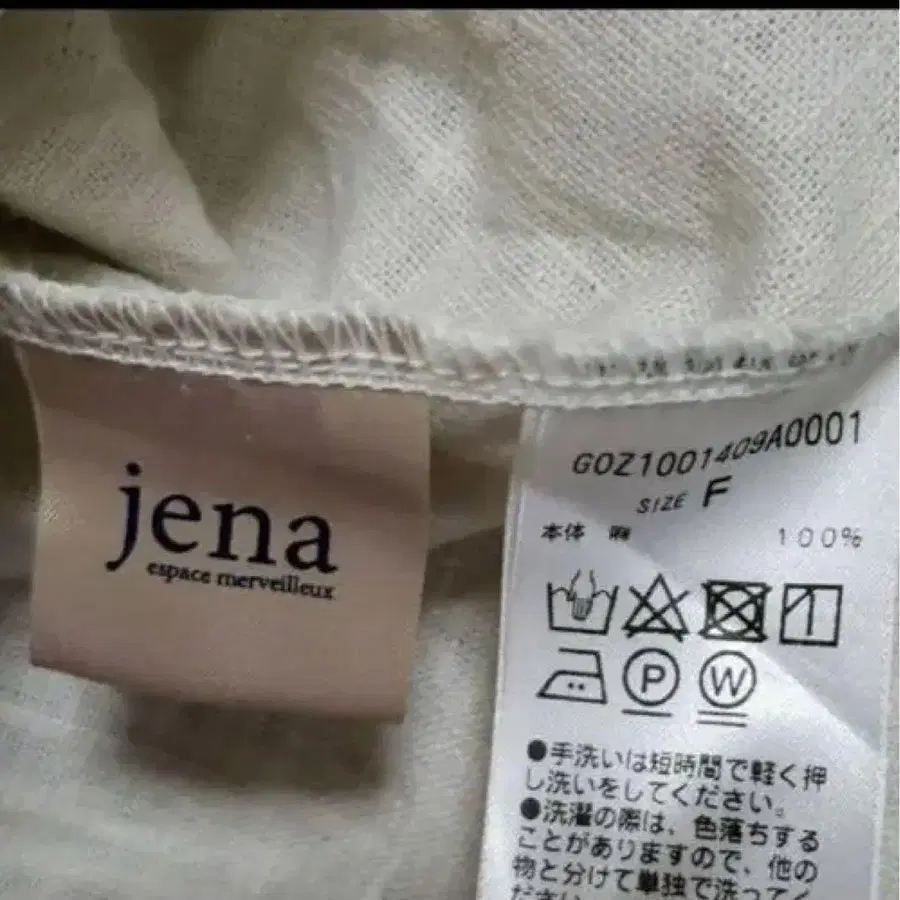 jena
espace merveilleux
GOZ1001409A0001
SIZE F
本体 麻 100%
P
W
●手洗いは短時間で軽く押
し洗いをしてください。
●洗濯の際は、色落ちする
ことがありますので、他の
物と分けて単独で洗ってく
ださい